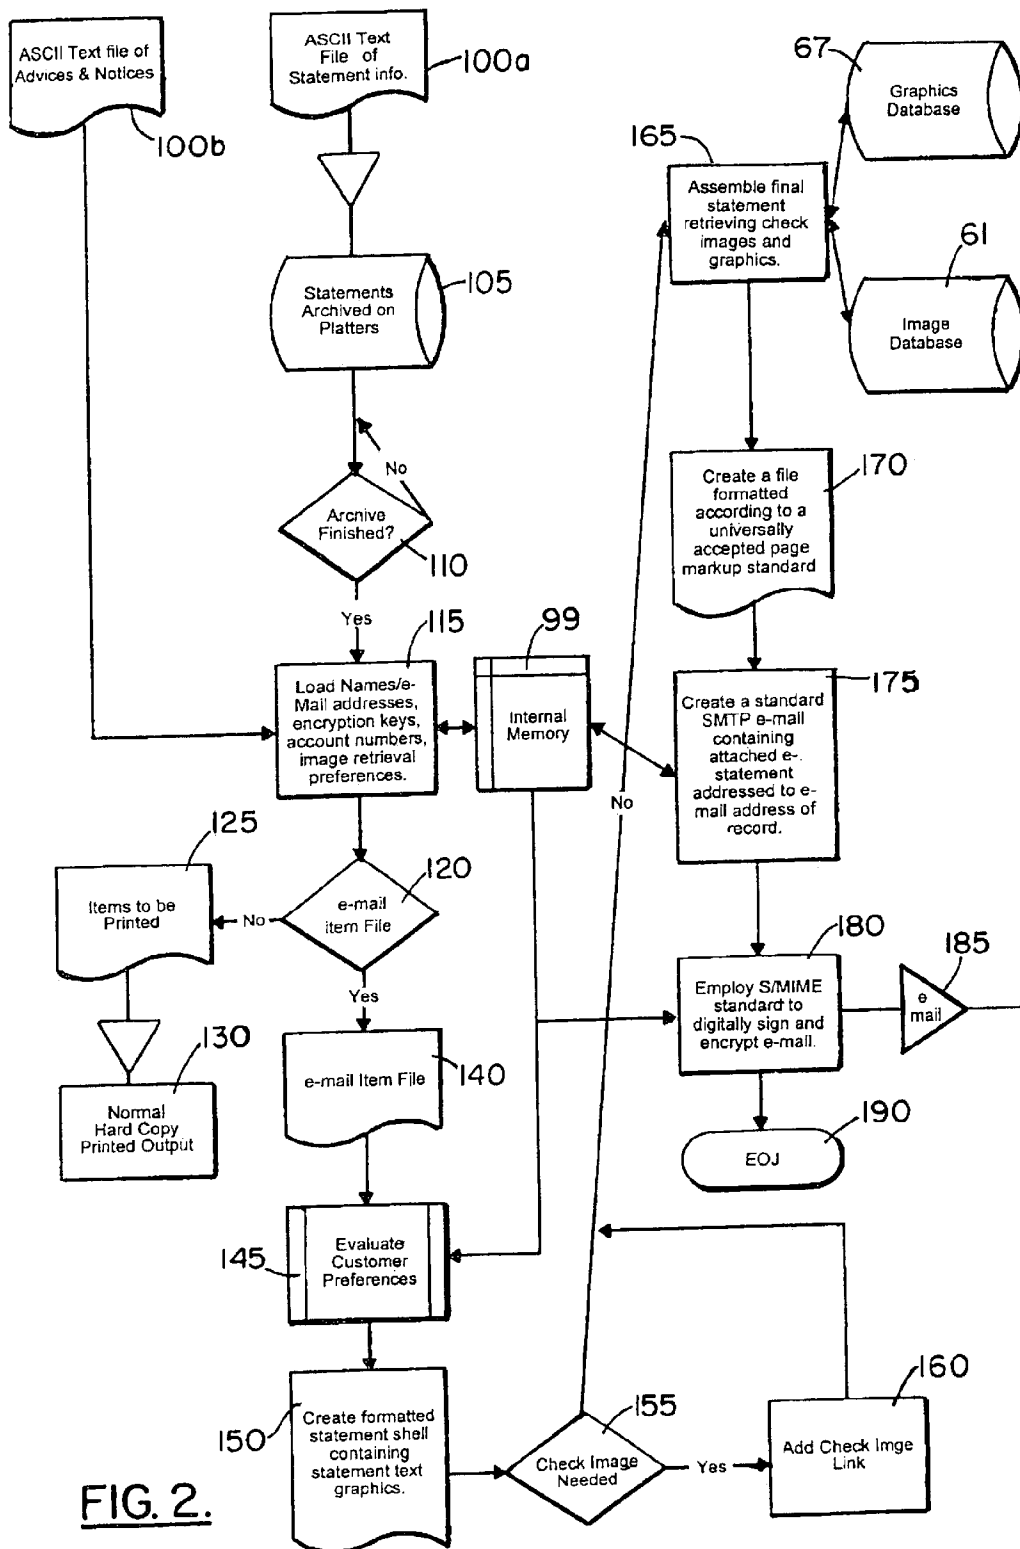 ASCII Text file of
Advices & Notices
100b
ASCII Text
File of
Statement info.
100a
Statements
Archived on
Platters
105
No
Archive
Finished?
110
Yes
115
Load Names/e-
Mail addresses,
encryption keys,
account numbers,
image retrieval
preferences.
99
Internal
Memory
125
Items to be
Printed
No
120
e-mail
Item File
Yes
130
Normal
Hard Copy
Printed Output
e-mail Item File
140
145
Evaluate
Customer
Preferences
150
Create formatted
statement shell
containing
statement text
graphics.
155
Check Image
Needed
Yes
No
160
Add Check Imge
Link
165
Assemble final
statement
retrieving check
images and
graphics.
67
Graphics
Database
61
Image
Database
170
Create a file
formatted
according to a
universally
accepted page
markup standard
175
Create a standard
SMTP e-mail
containing
attached e-.
statement
addressed to e-
mail address of
record.
180
Employ S/MIME
standard to
digitally sign and
encrypt e-mail.
185
e
mail
190
EOJ
FIG. 2.